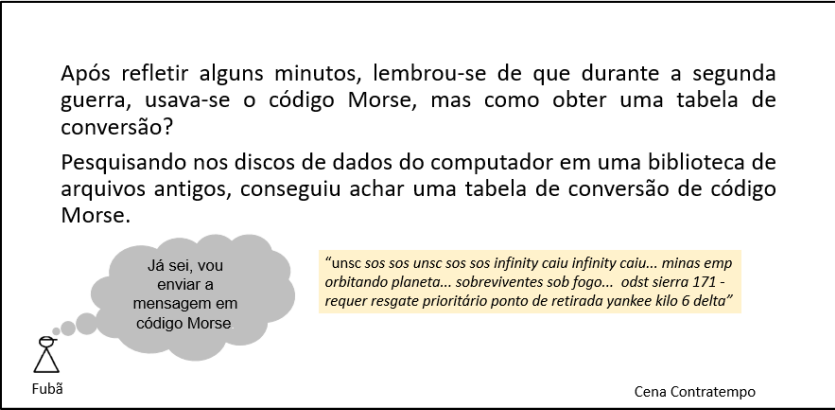 Após refletir alguns minutos, lembrou-se de que durante a segunda
guerra, usava-se o código Morse, mas como obter uma tabela de
conversão?
Pesquisando nos discos de dados do computador em uma biblioteca de
arquivos antigos, conseguiu achar uma tabela de conversão de código
Morse.
Já sei, vou
enviar a
mensagem em
código Morse
“unsc sos sos unsc sos sos infinity caiu infinity caiu... minas emp
orbitando planeta... sobreviventes sob fogo... odst sierra 171 -
requer resgate prioritário ponto de retirada yankee kilo 6 delta”
Fubã
Cena Contratempo